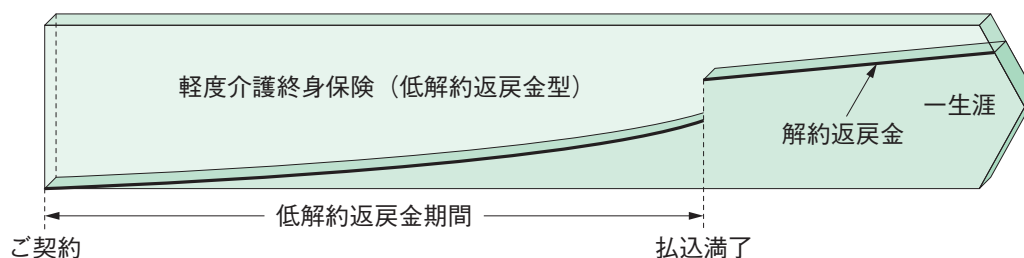 軽度介護終身保険（低解約返戻金型）
一生涯
解約返戻金
低解約返戻金期間
ご契約
払込満了